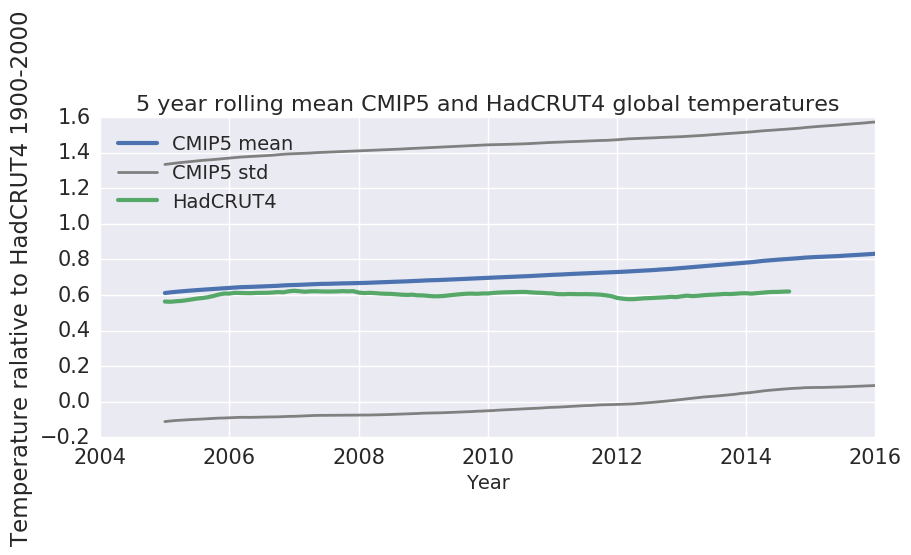 5 year rolling mean CMIP5 and HadCRUT4 global temperatures
Temperature ralative to HadCRUT4 1900-2000
1.6
1.4
1.2
1.0
0.8
0.6
0.4
0.2
0.0
−0.2
CMIP5 mean
CMIP5 std
HadCRUT4
2004 2006 2008 2010 2012 2014 2016
Year